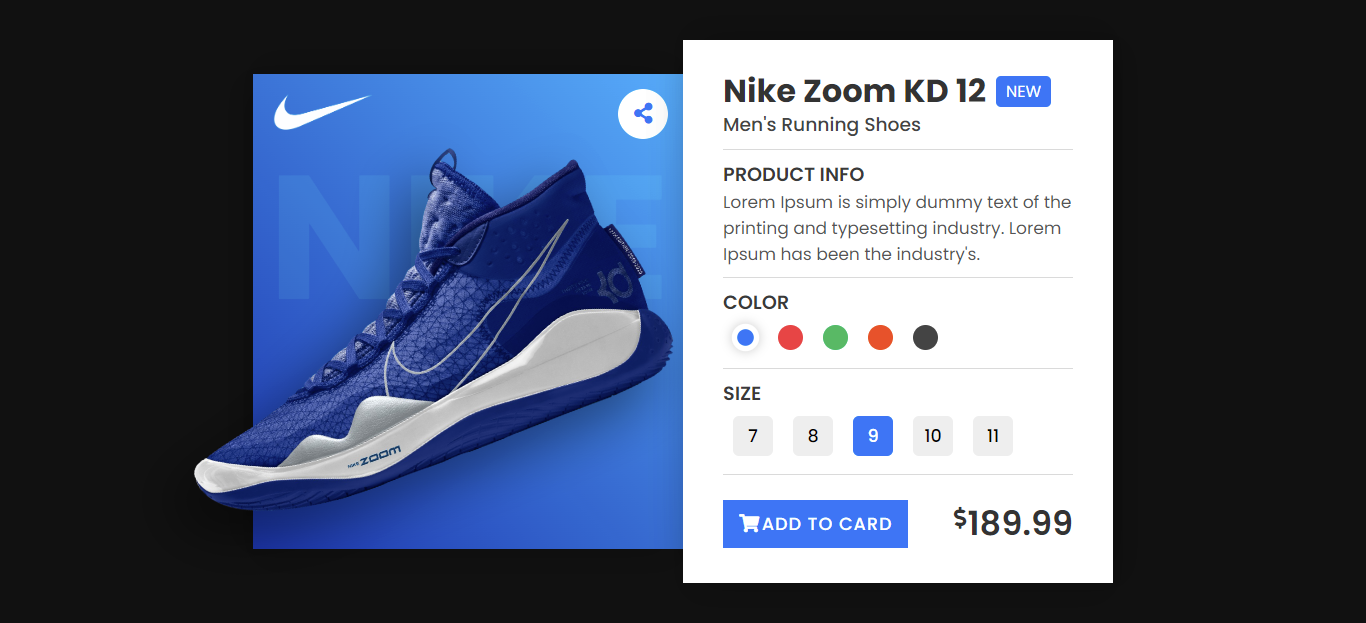 NIKE
NIKE ZOOM
Nike Zoom KD 12 NEW
Men's Running Shoes
PRODUCT INFO
Lorem Ipsum is simply dummy text of the
printing and typesetting industry. Lorem
Ipsum has been the industry's.
COLOR
SIZE
7 8 9 10 11
ADD TO CARD $189.99